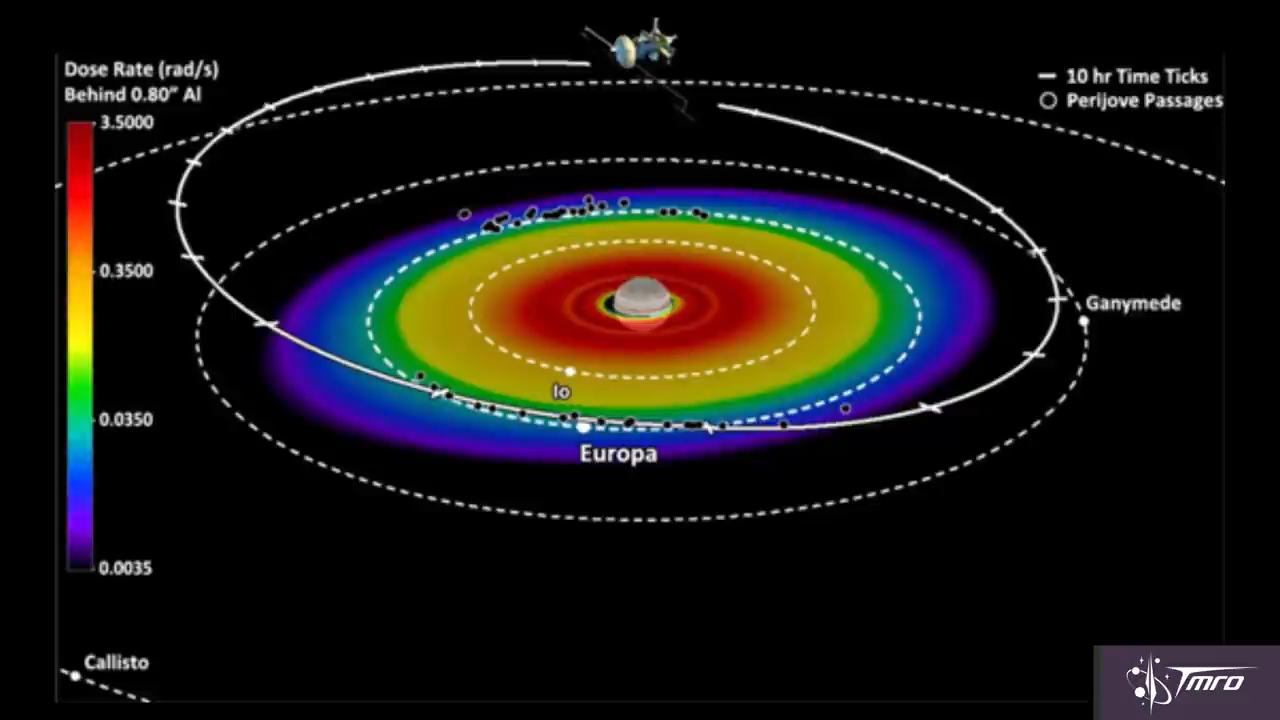 Dose Rate (rad/s)
Behind 0.80" Al
3.5000
0.3500
0.0350
0.0035
10 hr Time Ticks
Perijove Passages
Ganymede
Io
Europa
Callisto
TMRO